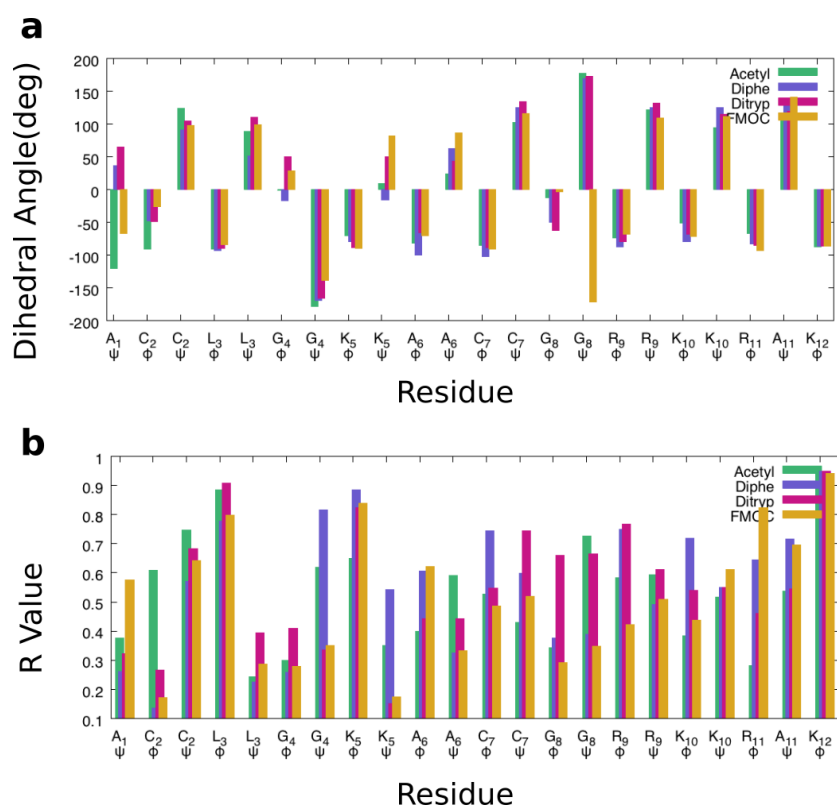 a
Dihedral Angle(deg)
200
150
100
50
0
-50
-100
-150
-200
Acetyl
Diphe
Ditryp
FMOC
A1 C2 C2 L3 L3 G4 G4 K5 K5 A6 A6 C7 C7 G8 G8 R9 R9 K10 K10 R11 A11 K12
ψ ϕ ψ ϕ ψ ϕ ψ ϕ ψ ϕ ψ ϕ ψ ϕ ψ ϕ ψ ϕ ψ ϕ ψ ϕ
Residue
b
R Value
1
0.9
0.8
0.7
0.6
0.5
0.4
0.3
0.2
0.1
Acetyl
Diphe
Ditryp
FMOC
A1 C2 C2 L3 L3 G4 G4 K5 K5 A6 A6 C7 C7 G8 G8 R9 R9 K10 K10 R11 A11 K12
ψ ϕ ψ ϕ ψ ϕ ψ ϕ ψ ϕ ψ ϕ ψ ϕ ψ ϕ ψ ϕ ψ ϕ ψ ϕ
Residue